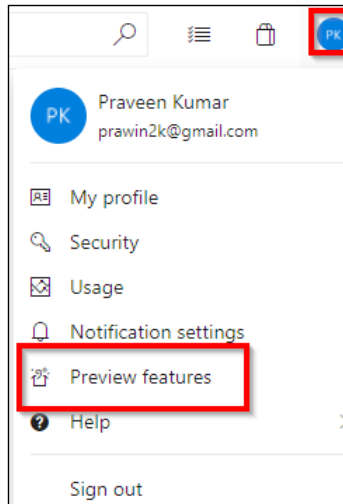 PK
PK
Praveen Kumar
prawin2k@gmail.com
My profile
Security
Usage
Notification settings
Preview features
Help
Sign out